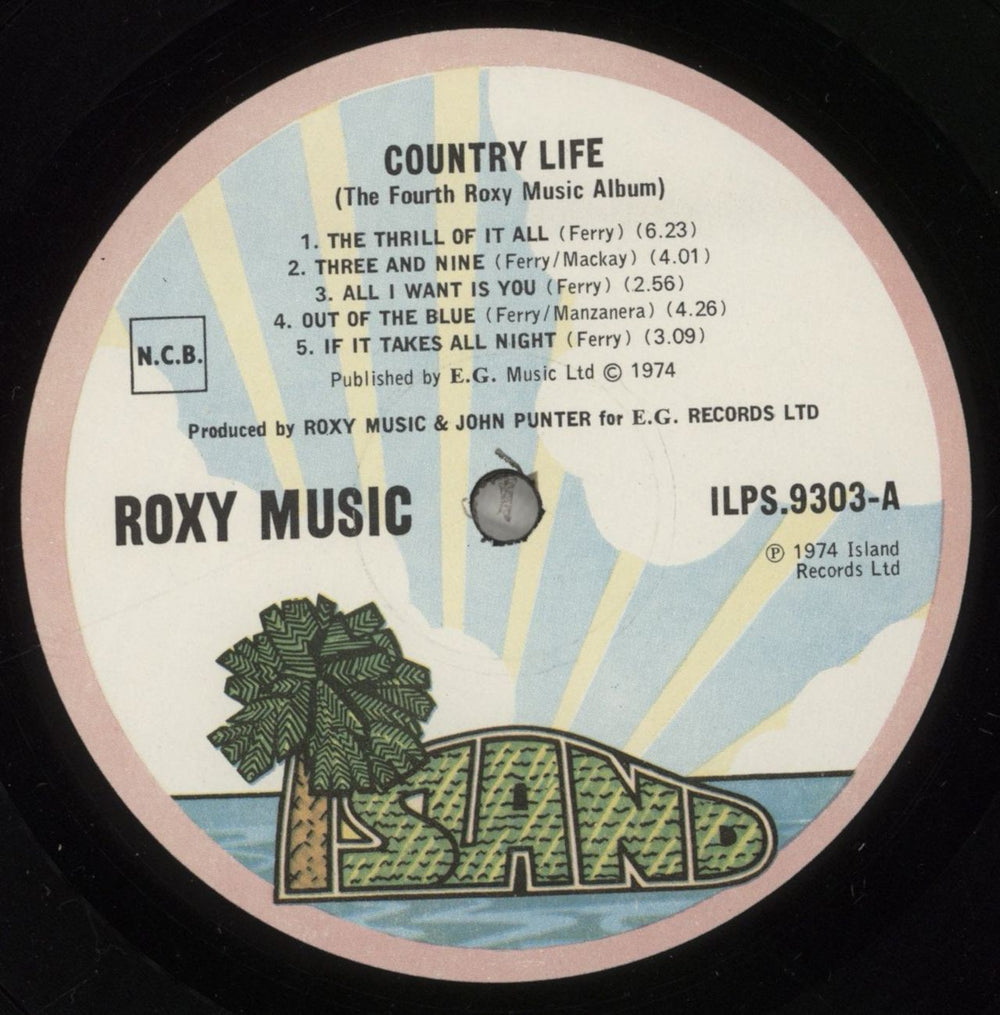 COUNTRY LIFE
(The Fourth Roxy Music Album)
1. THE THRILL OF IT ALL (Ferry) (6.23)
2. THREE AND NINE (Ferry/Mackay) (4.01)
3. ALL I WANT IS YOU (Ferry) (2.56)
4. OUT OF THE BLUE (Ferry/Manzanera) (4.26)
5. IF IT TAKES ALL NIGHT (Ferry) (3.09)
N.C.B.
Published by E.G. Music Ltd © 1974
Produced by ROXY MUSIC & JOHN PUNTER for E.G. RECORDS LTD
ROXY MUSIC
ILPS.9303-A
℗ 1974 Island
Records Ltd
ISLAND